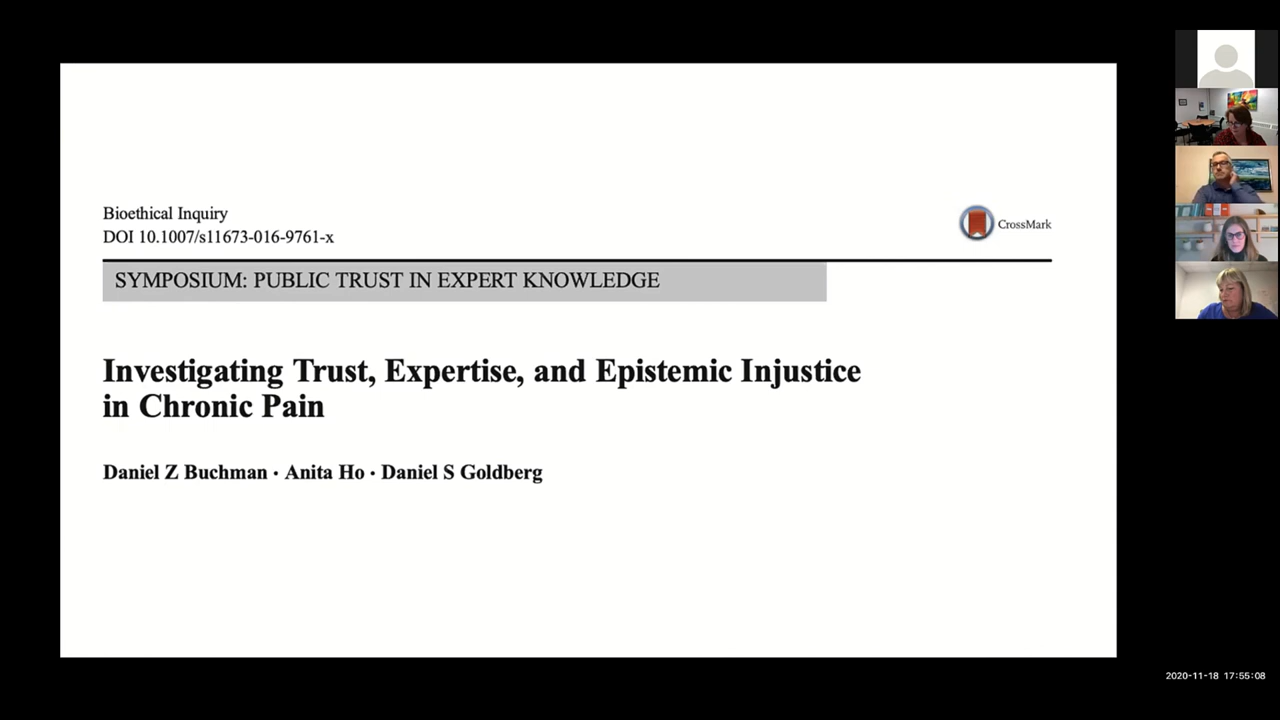 Bioethical Inquiry
DOI 10.1007/s11673-016-9761-x
CrossMark
SYMPOSIUM: PUBLIC TRUST IN EXPERT KNOWLEDGE
Investigating Trust, Expertise, and Epistemic Injustice
in Chronic Pain
Daniel Z Buchman · Anita Ho · Daniel S Goldberg
2020-11-18 17:55:08